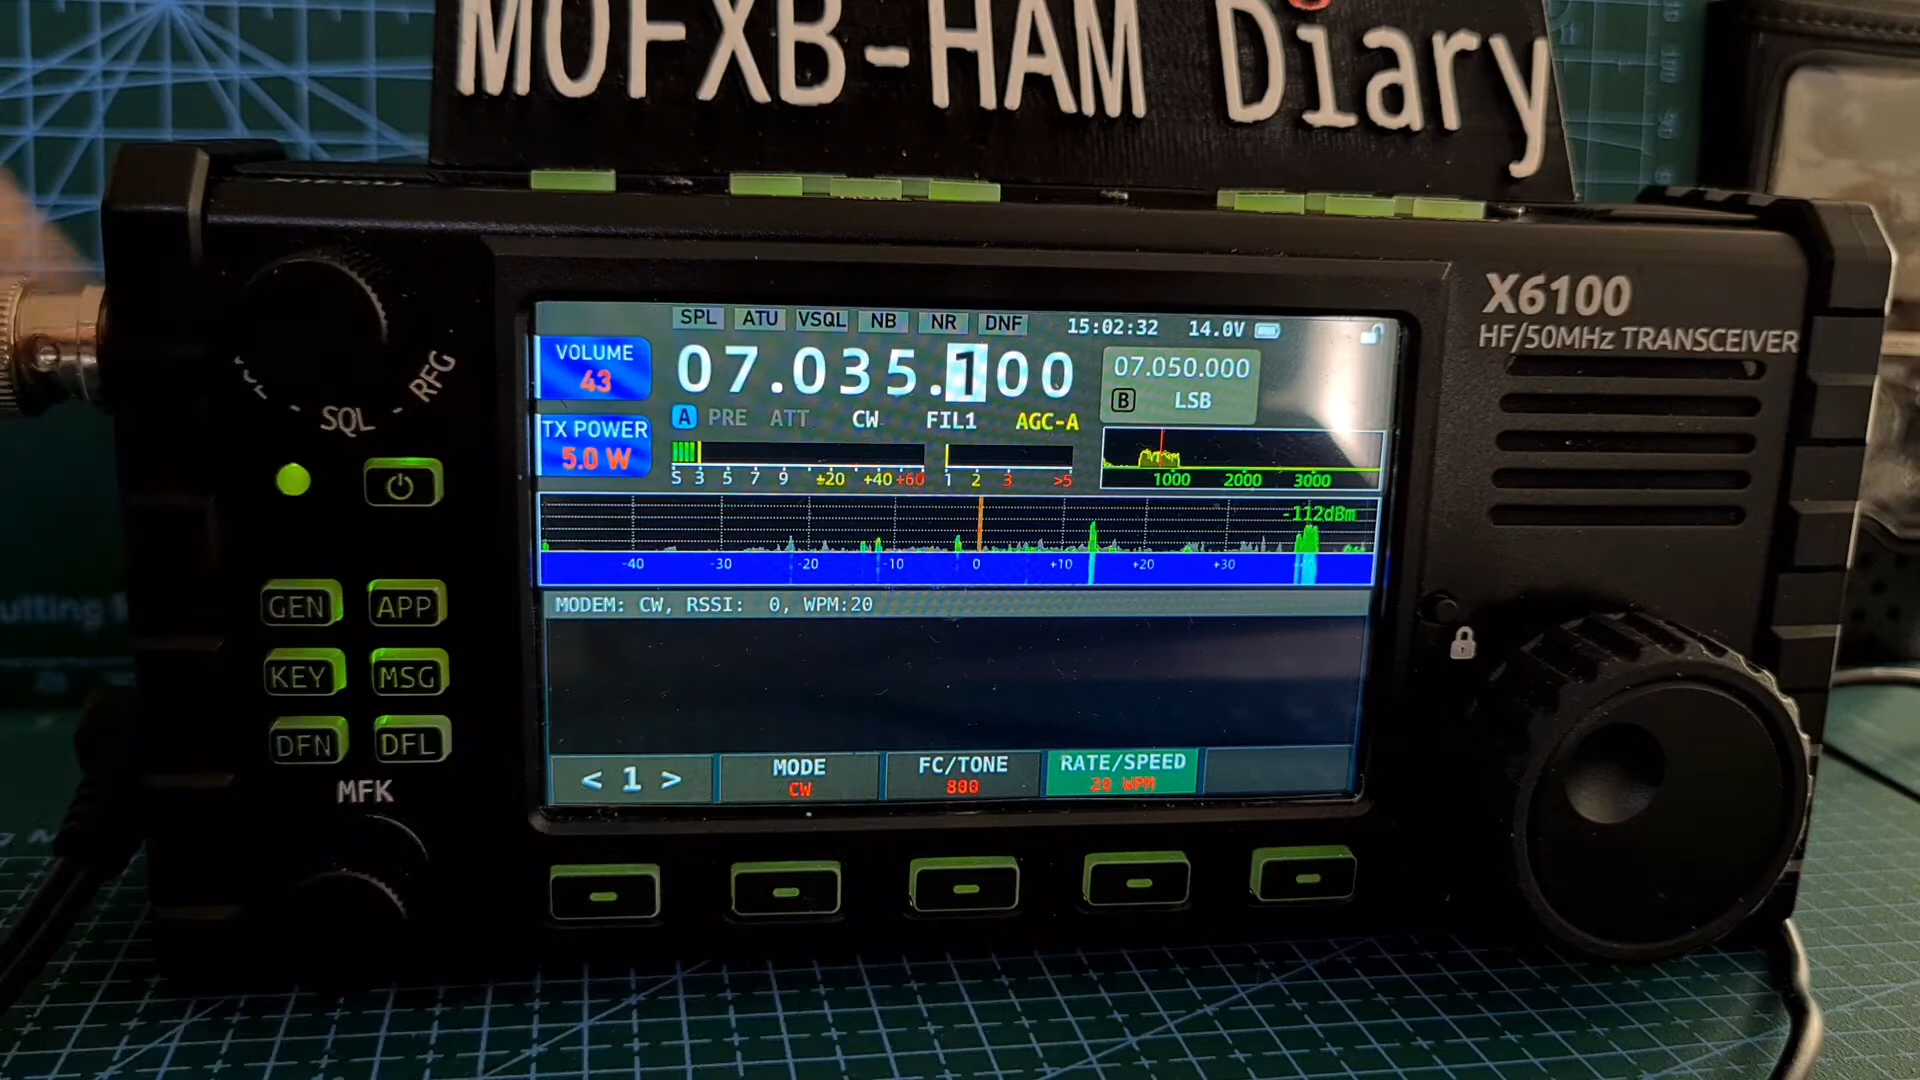 M0FXB-HAM Diary
X6100
HF/50MHz TRANSCEIVER
SPL ATU VSQL NB NR DNF 15:02:32 14.0V
VOLUME
43
07.035.100
07.050.000
B LSB
A PRE ATT CW FIL1 AGC-A
TX POWER
5.0 W
S 3 5 7 9 +20 +40 +60 1 2 3 >5
1000 2000 3000
-112dBm
-40 -30 -20 -10 0 +10 +20 +30 +40
MODEM: CW, RSSI: 0, WPM:20
< 1 >
MODE
CW
FC/TONE
800
RATE/SPEED
20 WPM
SQL
RFG
GEN APP
KEY MSG
DFN DFL
MFK